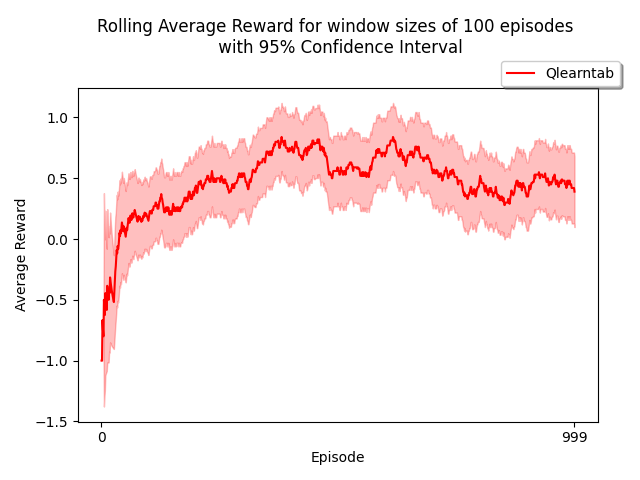 Rolling Average Reward for window sizes of 100 episodes
with 95% Confidence Interval
Qlearntab
1.0
0.5
0.0
−0.5
−1.0
−1.5
Average Reward
0
999
Episode